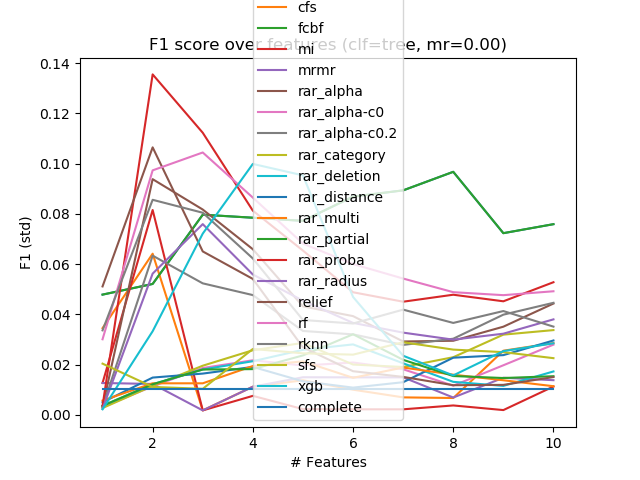 cfs
fcbf
F1 score over features (clf=tree, mr=0.00)
mi
mrmr
rar_alpha
rar_alpha-c0
rar_alpha-c0.2
rar_category
rar_deletion
rar_distance
rar_multi
rar_partial
rar_proba
rar_radius
relief
rf
rknn
sfs
xgb
complete
F1 (std)
0.14
0.12
0.10
0.08
0.06
0.04
0.02
0.00
2
4
6
8
10
# Features